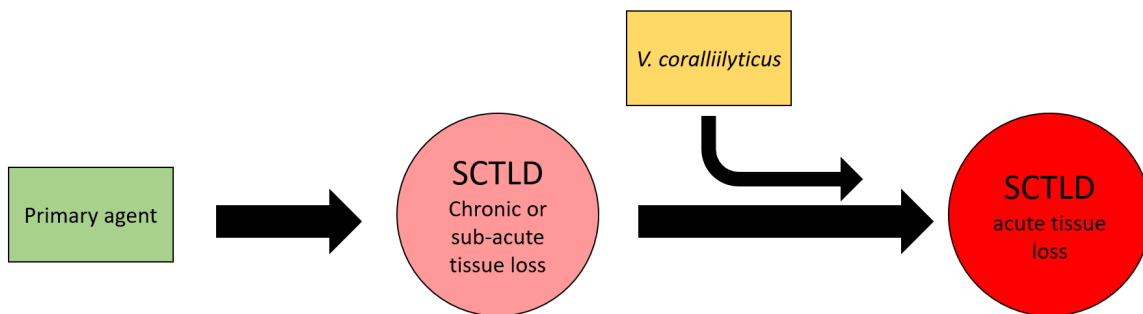 V. coralliilyticus
Primary agent
SCTLD
Chronic or
sub-acute
tissue loss
SCTLD
acute tissue
loss